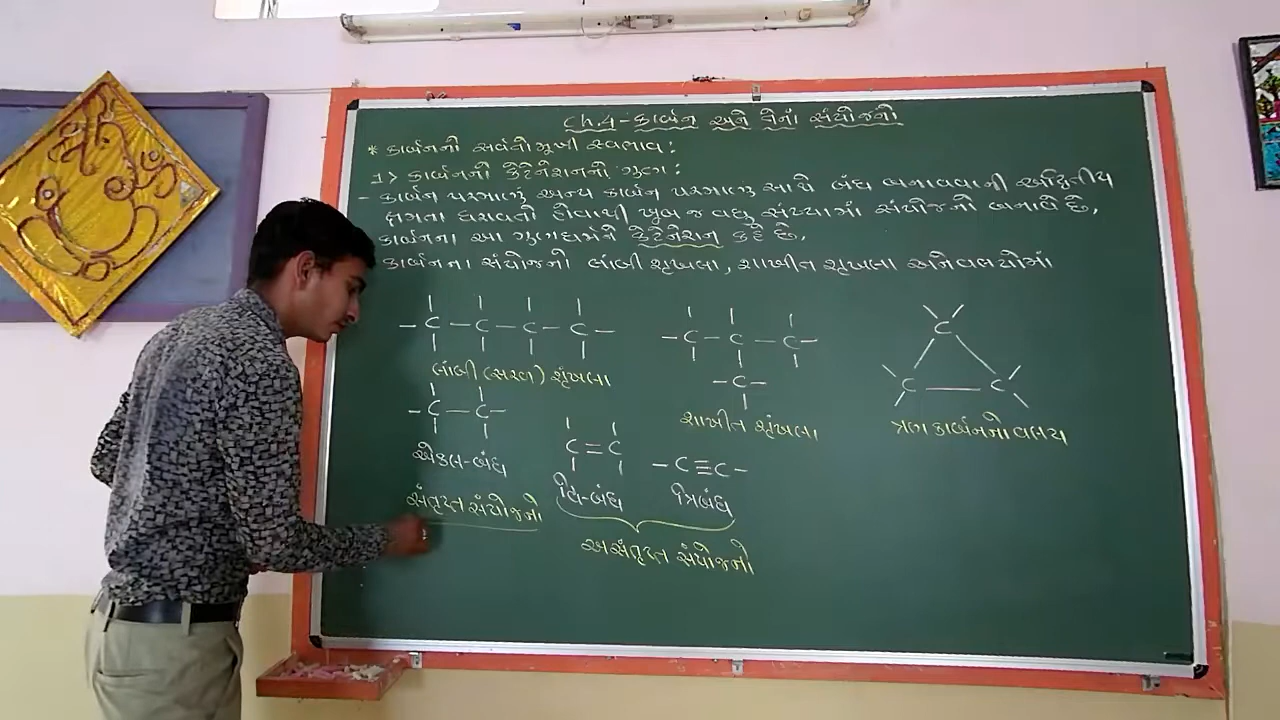 Ch.4-કાર્બન અને તેનાં સંયોજનો
* કાર્બનનો સર્વતોમુખી સ્વભાવ:
1> કાર્બનનો કેટેનેશનનો ગુણ:
- કાર્બન પરમાણું અન્ય કાર્બન પરમાણુ સાથે બંધ બનાવવાની અદ્વિતીય
ક્ષમતા ધરાવતો હોવાથી ખુબ જ વધુ સંખ્યામાં સંયોજનો બનાવે છે,
કાર્બનના આ ગુણધર્મને કેટેનેશન કહે છે,
કાર્બનના સંયોજનો લાંબી શૃંખલા, શાખીત શૃંખલા અને વલયોમાં
- C - C - C - C -
- C - C - C -
C
- C -
C C
લાંબી (સરળ) શૃંખલા
શાખીત શૃંખલા
ત્રણ કાર્બનનો વલય
- C - C -
C = C
- C ≡ C -
એકલ-બંધ
દ્વિ-બંધ
ત્રિબંધ
સંતૃપ્ત સંયોજનો
અસંતૃપ્ત સંયોજનો